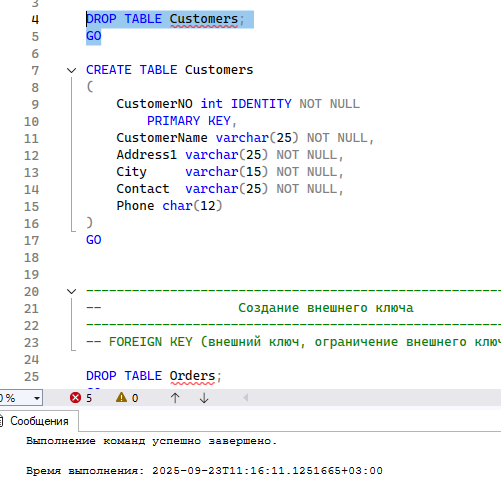 3
4 DROP TABLE Customers;
5 GO
6
7 CREATE TABLE Customers
8 (
9 CustomerNO int IDENTITY NOT NULL
10 PRIMARY KEY,
11 CustomerName varchar(25) NOT NULL,
12 Address1 varchar(25) NOT NULL,
13 City varchar(15) NOT NULL,
14 Contact varchar(25) NOT NULL,
15 Phone char(12)
16 )
17 GO
18
19
20 ------------------------------------------------------
21 -- Создание внешнего ключа
22 ------------------------------------------------------
23 -- FOREIGN KEY (внешний ключ, ограничение внешнего клю
24
25 DROP TABLE Orders;
0 % 5 0
Сообщения
Выполнение команд успешно завершено.
Время выполнения: 2025-09-23T11:16:11.1251665+03:00